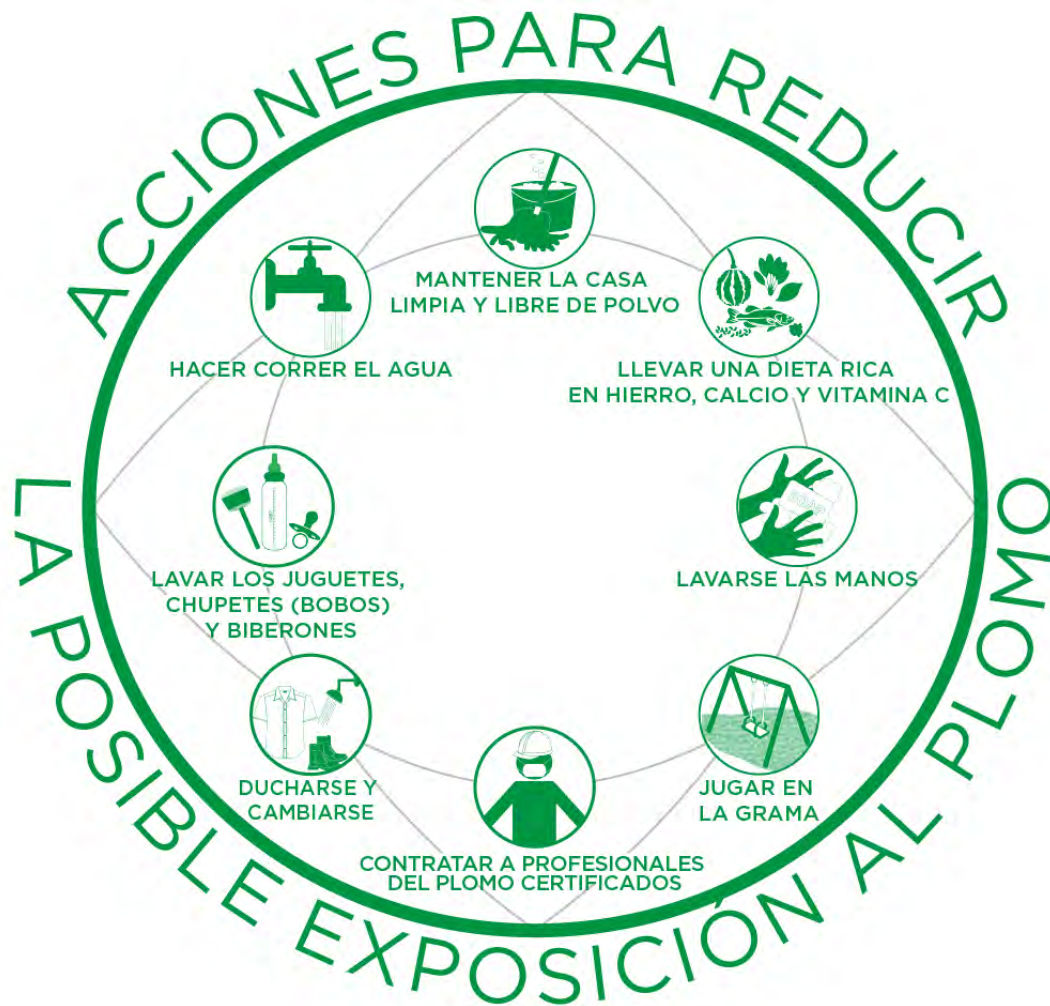 ACCIONES PARA REDUCIR
LA POSIBLE EXPOSICIÓN AL PLOMO
MANTENER LA CASA
LIMPIA Y LIBRE DE POLVO
LLEVAR UNA DIETA RICA
EN HIERRO, CALCIO Y VITAMINA C
LAVARSE LAS MANOS
JUGAR EN
LA GRAMA
CONTRATAR A PROFESIONALES
DEL PLOMO CERTIFICADOS
DUCHARSE Y
CAMBIARSE
LAVAR LOS JUGUETES,
CHUPETES (BOBOS)
Y BIBERONES
HACER CORRER EL AGUA